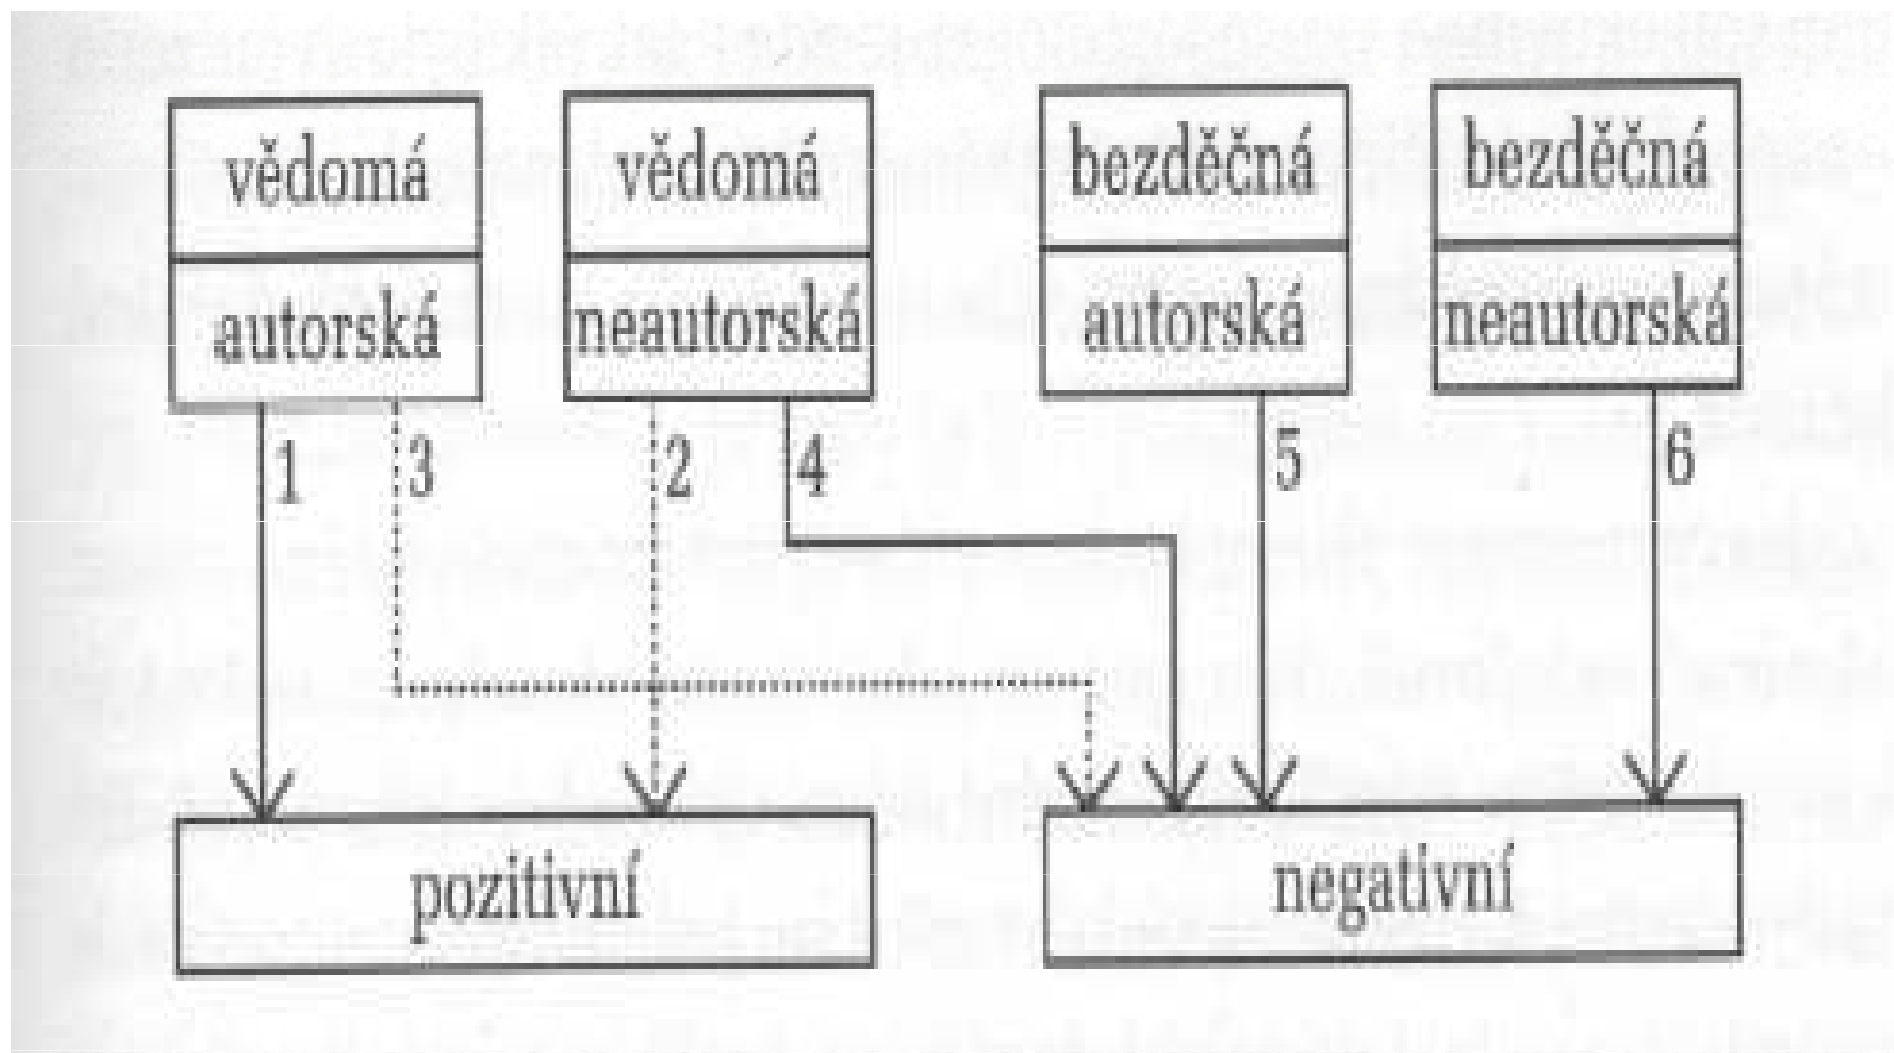 vědomá
autorská
vědomá
neautorská
bezděčná
autorská
bezděčná
neautorská
1
3
2
4
5
6
pozitivní
negativní